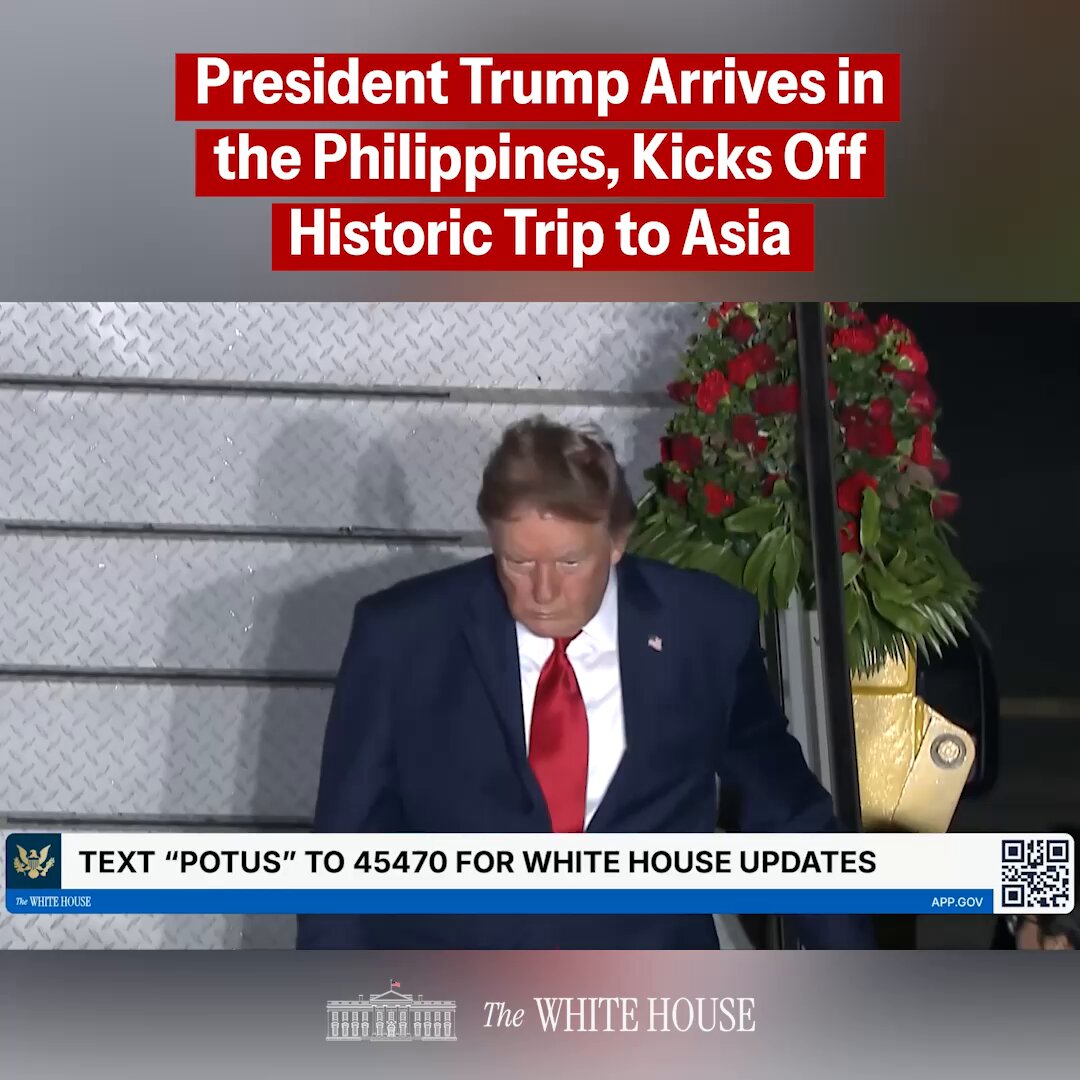 President Trump Arrives in
the Philippines, Kicks Off
Historic Trip to Asia
TEXT “POTUS” TO 45470 FOR WHITE HOUSE UPDATES
The WHITE HOUSE
APP.GOV
The WHITE HOUSE